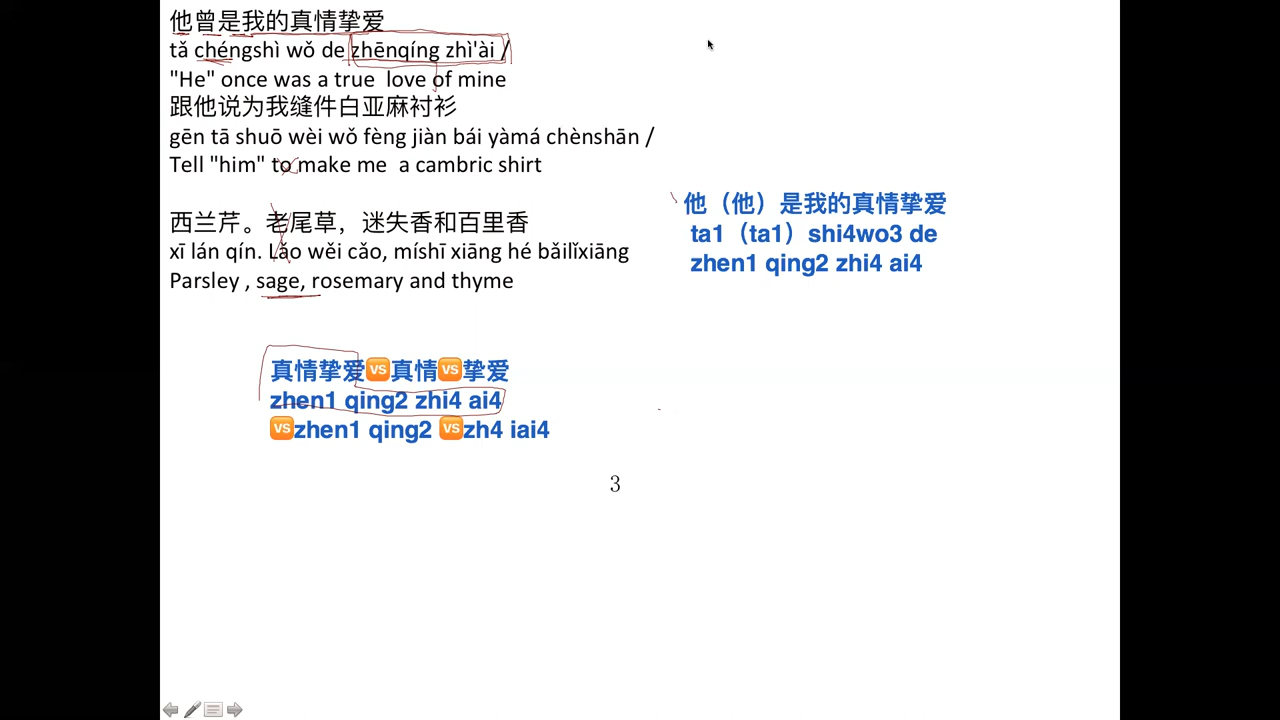 他曾是我的真情挚爱
tǎ chéngshì wǒ de zhēnqíng zhì'ài /
"He" once was a true love of mine
跟他说为我缝件白亚麻衬衫
gēn tā shuō wèi wǒ fèng jiàn bái yàmá chènshān /
Tell "him" to make me a cambric shirt
西兰芹。老尾草，迷失香和百里香
xī lán qín. Lǎo wěi cǎo, míshī xiāng hé bǎilǐxiāng
Parsley , sage, rosemary and thyme
他（他）是我的真情挚爱
ta1（ta1）shi4wo3 de
zhen1 qing2 zhi4 ai4
真情挚爱🆚真情🆚挚爱
zhen1 qing2 zhi4 ai4
🆚zhen1 qing2 🆚zh4 iai4
3